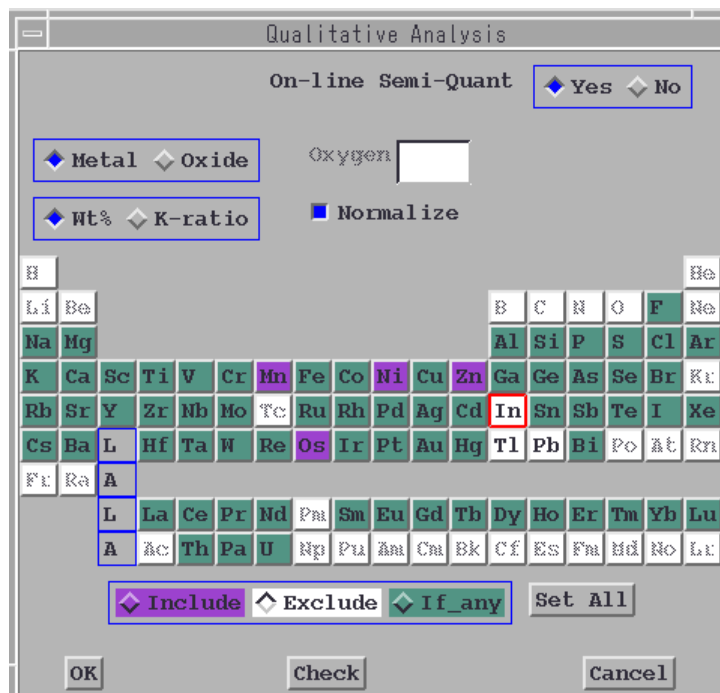 Qualitative Analysis
On-line Semi-Quant Yes No
Metal Oxide Oxygen
Wt% K-ratio Normalize
H He
Li Be B C N O F Ne
Na Mg Al Si P S Cl Ar
K Ca Sc Ti V Cr Mn Fe Co Ni Cu Zn Ga Ge As Se Br Kr
Rb Sr Y Zr Nb Mo Tc Ru Rh Pd Ag Cd In Sn Sb Te I Xe
Cs Ba L Hf Ta W Re Os Ir Pt Au Hg Tl Pb Bi Po At Rn
Fr Ra A
L La Ce Pr Nd Pm Sm Eu Gd Tb Dy Ho Er Tm Yb Lu
A Ac Th Pa U Np Pu Am Cm Bk Cf Es Fm Md No Lr
Include Exclude If_any Set All
OK Check Cancel